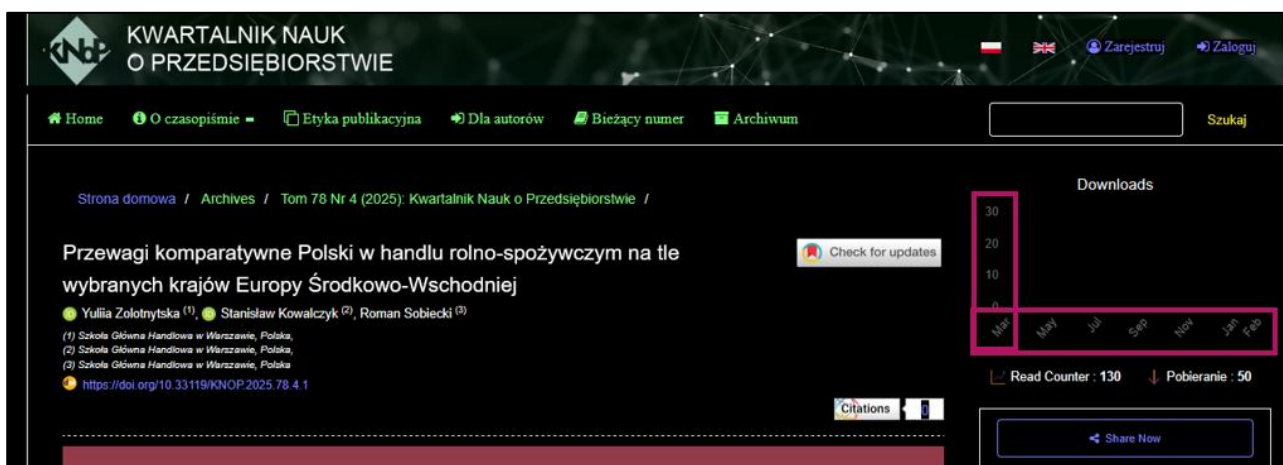 KNoP
KWARTALNIK NAUK
O PRZEDSIĘBIORSTWIE
Zarejestruj
Zaloguj
Home
O czasopiśmie
Etyka publikacyjna
Dla autorów
Bieżący numer
Archiwum
Szukaj
Strona domowa / Archives / Tom 78 Nr 4 (2025): Kwartalnik Nauk o Przedsiębiorstwie /
Przewagi komparatywne Polski w handlu rolno-spożywczym na tle
wybranych krajów Europy Środkowo-Wschodniej
Check for updates
Yuliia Zolotnytska (1), Stanisław Kowalczyk (2), Roman Sobiecki (3)
(1) Szkoła Główna Handlowa w Warszawie, Polska,
(2) Szkoła Główna Handlowa w Warszawie, Polska,
(3) Szkoła Główna Handlowa w Warszawie, Polska
https://doi.org/10.33119/KNOP.2025.78.4.1
Citations 0
Downloads
30
20
10
0
Mar May Jul Sep Nov Jan Feb
Read Counter : 130 Pobieranie : 50
Share Now